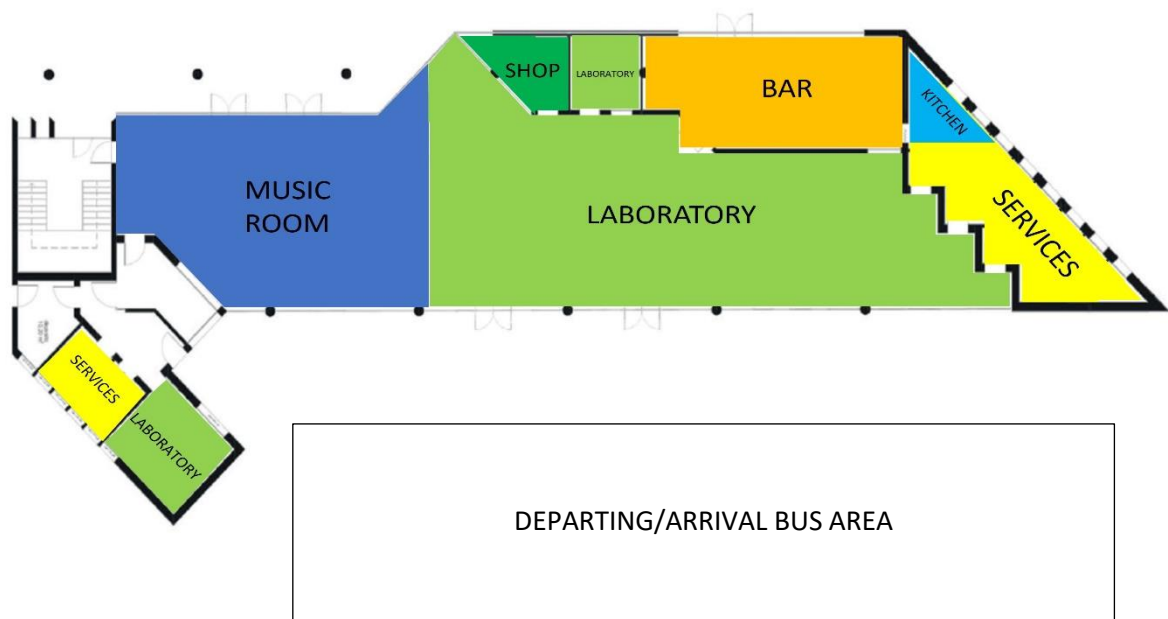 SHOP
LABORATORY
BAR
KITCHEN
MUSIC
ROOM
LABORATORY
SERVICES
SERVICES
LABORATORY
DEPARTING/ARRIVAL BUS AREA